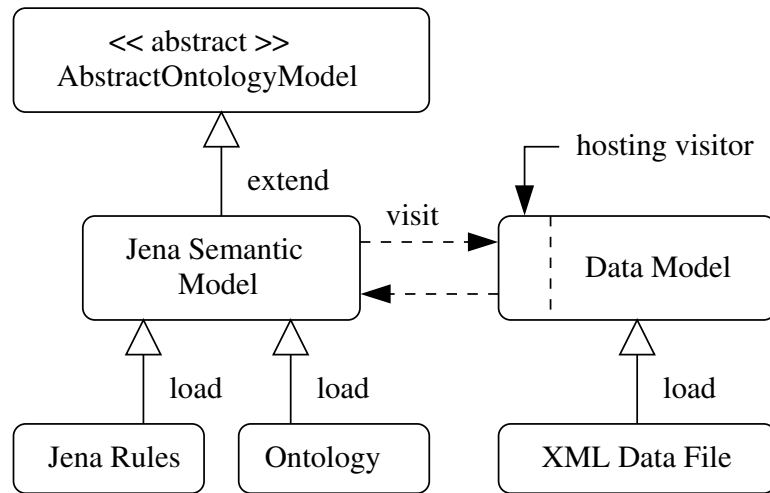 << abstract >>
AbstractOntologyModel
hosting visitor
extend
visit
Jena Semantic
Model
Data Model
load
load
load
Jena Rules
Ontology
XML Data File